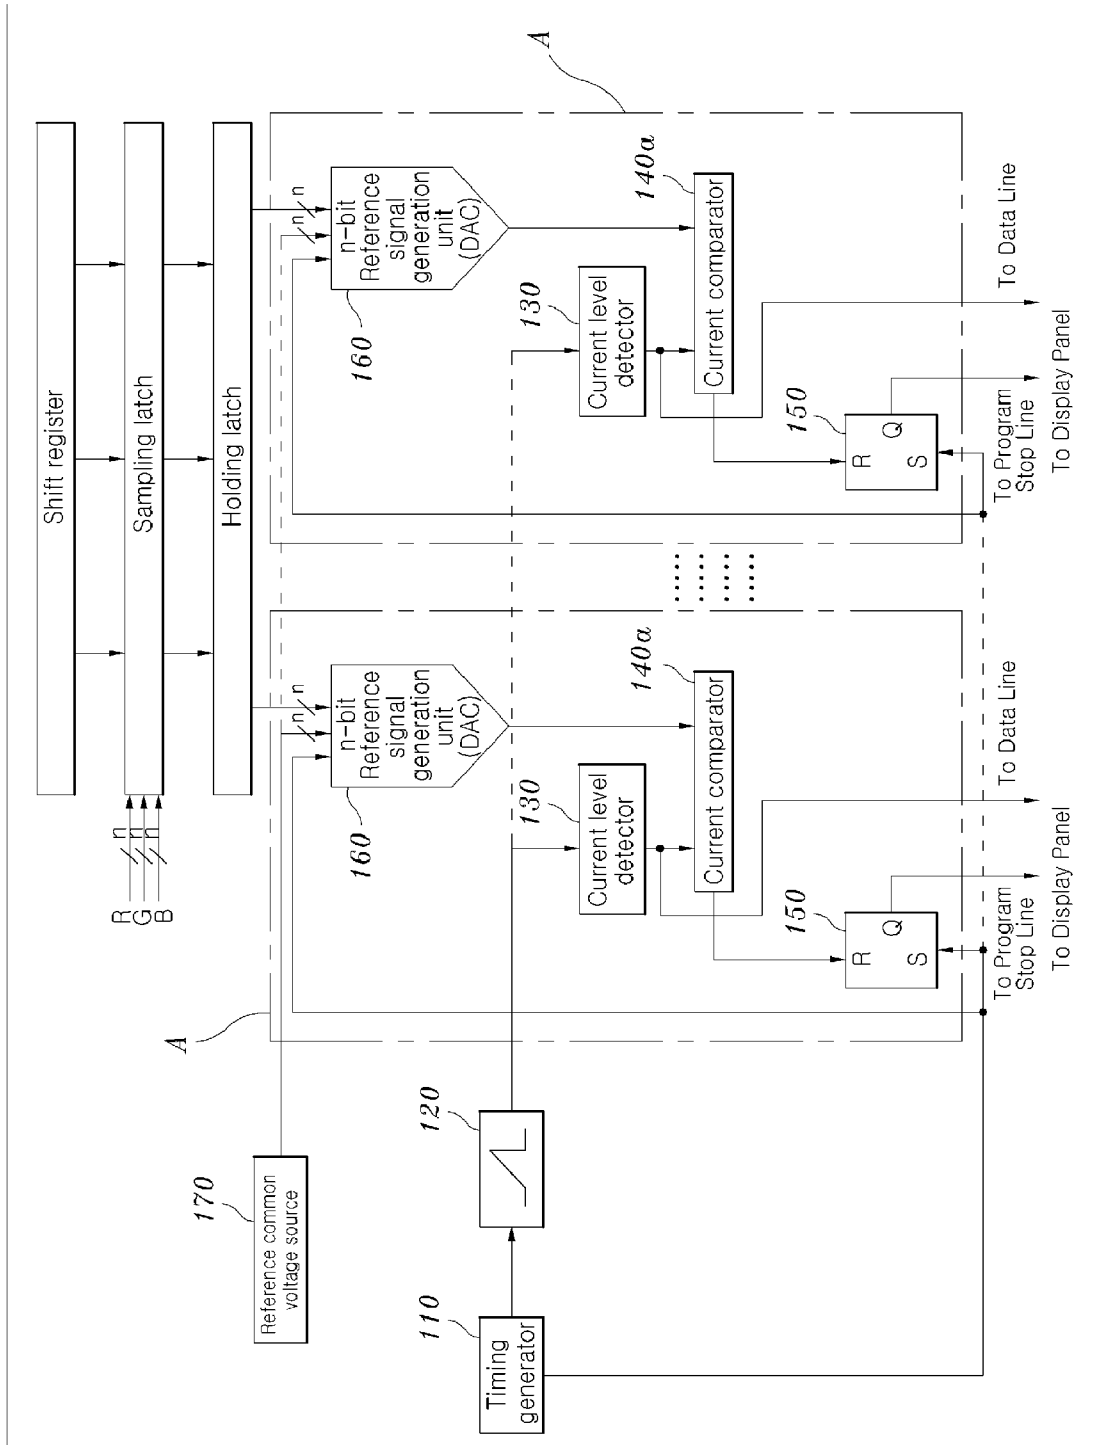 Shift register
Sampling latch
Holding latch
R
G
B
n
n
n
A
A
170
Reference common
voltage source
110
Timing
generator
120
n
n
n-bit
Reference
signal
generation
unit
(DAC)
160
130
Current level
detector
140a
Current comparator
150
R
Q
S
To Program
Stop Line
To Display Panel
To Data Line
n
n
n-bit
Reference
signal
generation
unit
(DAC)
160
130
Current level
detector
140a
Current comparator
150
R
Q
S
To Program
Stop Line
To Display Panel
To Data Line